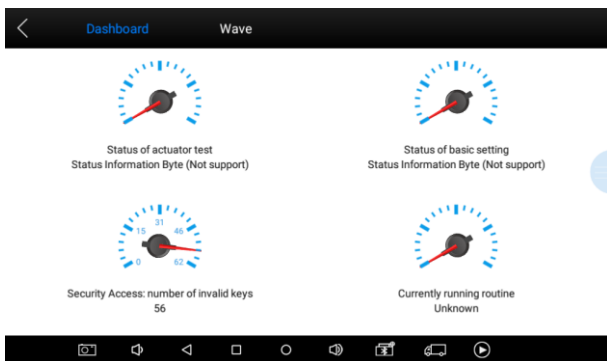 Dashboard Wave
Status of actuator test
Status Information Byte (Not support)
Status of basic setting
Status Information Byte (Not support)
0 15 31 46 62
Security Access: number of invalid keys
56
Currently running routine
Unknown